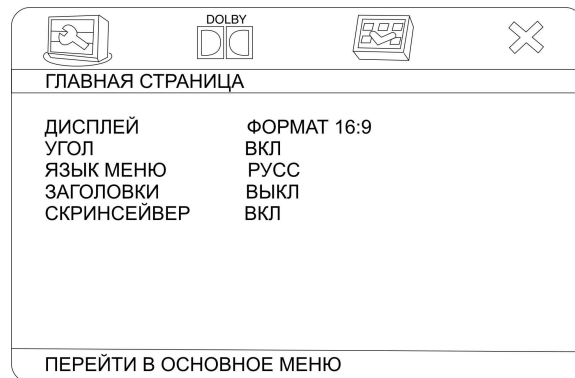 DOLBY
ГЛАВНАЯ СТРАНИЦА
ДИСПЛЕЙ ФОРМАТ 16:9
УГОЛ ВКЛ
ЯЗЫК МЕНЮ РУСС
ЗАГОЛОВКИ ВЫКЛ
СКРИНСЕЙВЕР ВКЛ
ПЕРЕЙТИ В ОСНОВНОЕ МЕНЮ